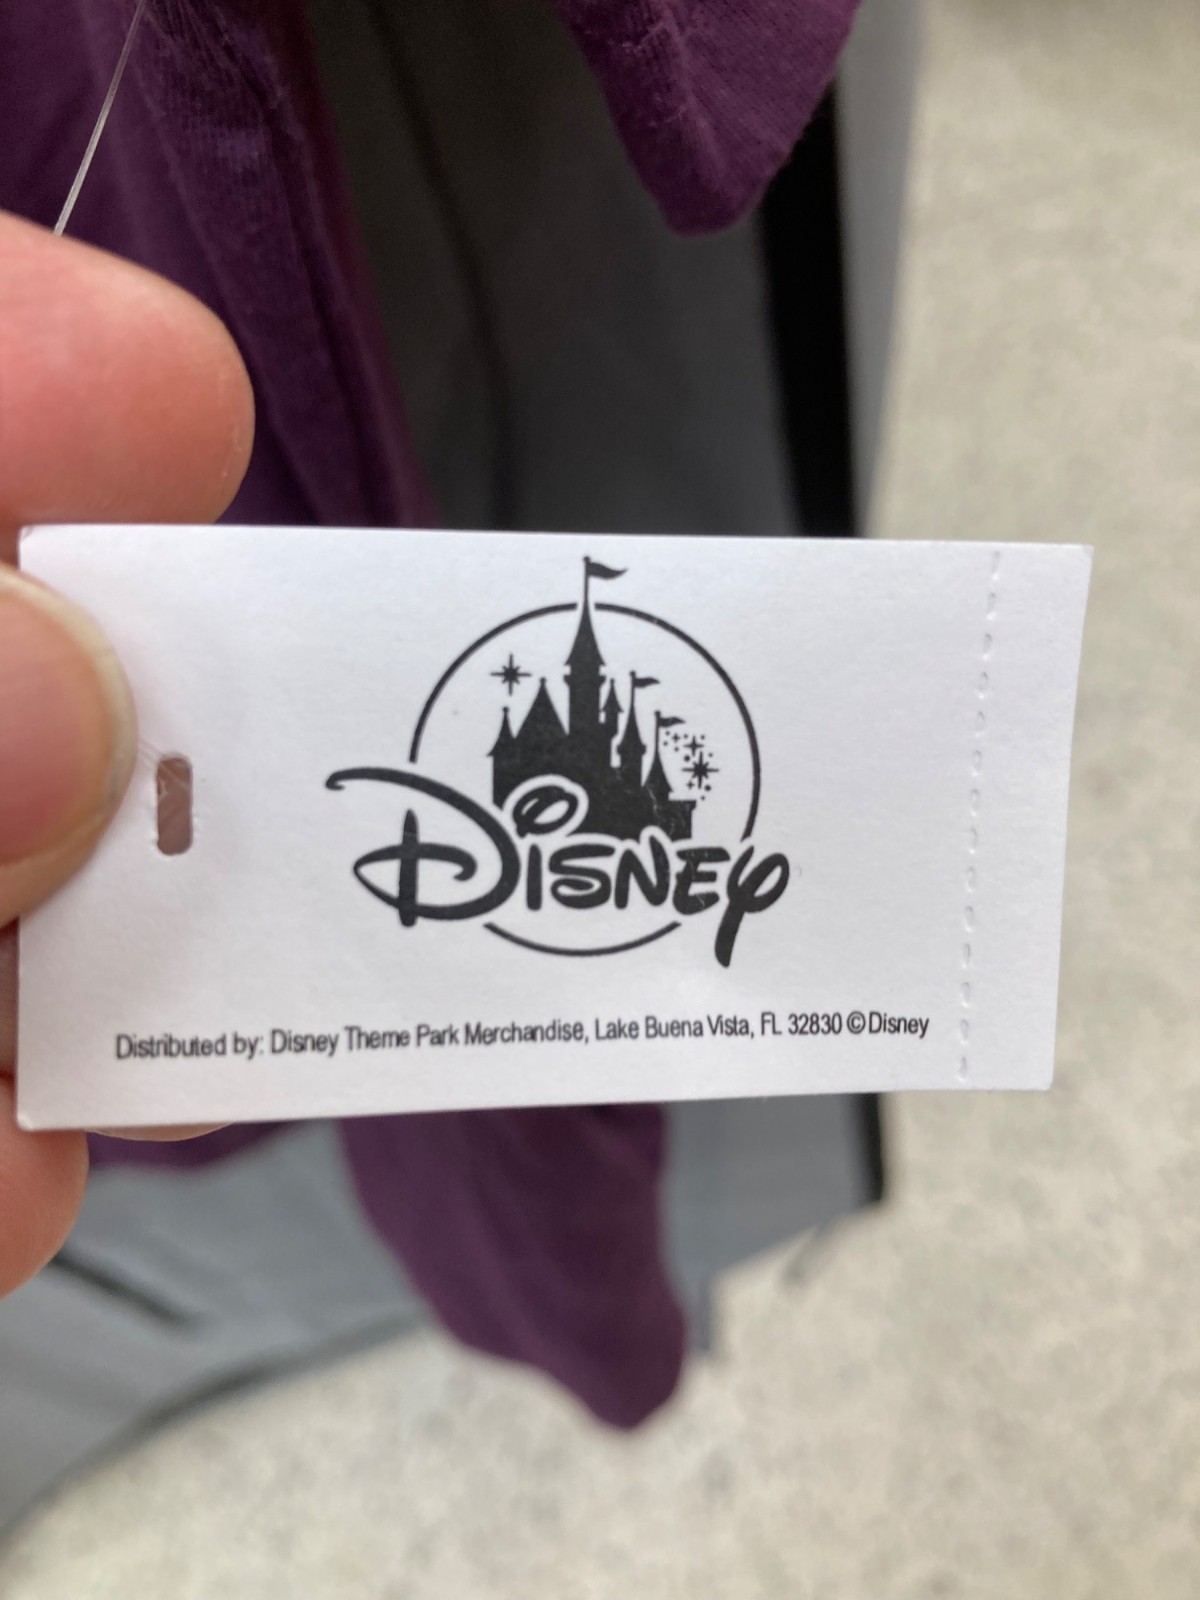 Disney
Distributed by: Disney Theme Park Merchandise, Lake Buena Vista, FL 32830 ©Disney